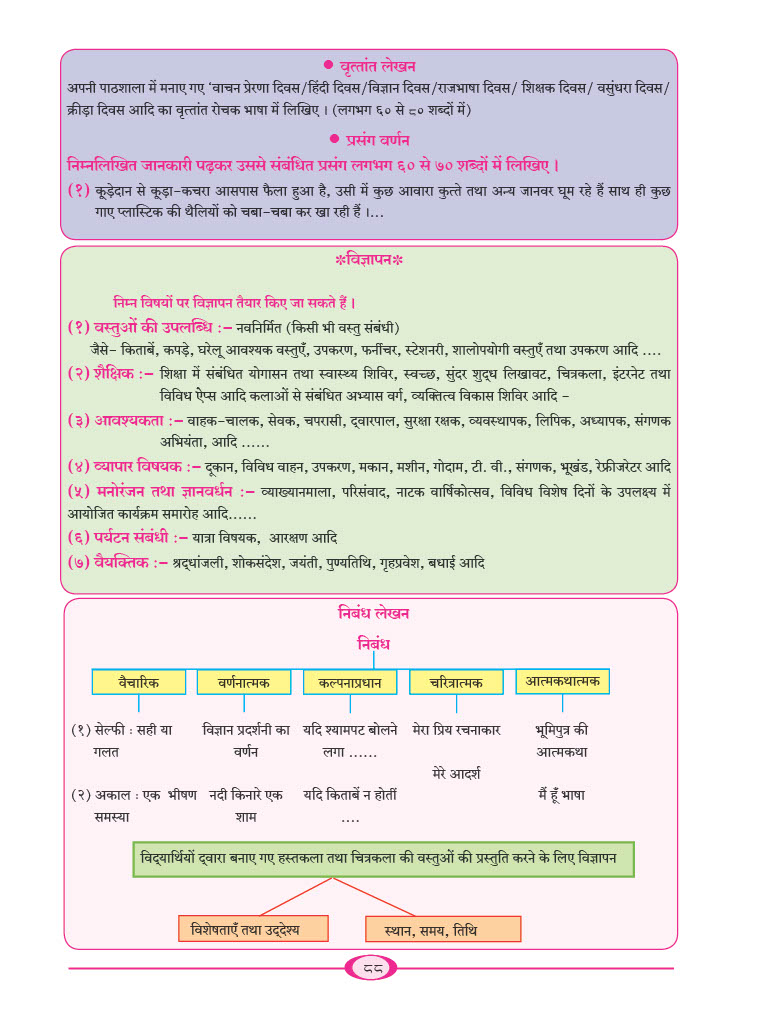 ● वृत्तांत लेखन
अपनी पाठशाला में मनाए गए ‘वाचन प्रेरणा दिवस/हिंदी दिवस/विज्ञान दिवस/राजभाषा दिवस/ शिक्षक दिवस/ वसुंधरा दिवस/
क्रीड़ा दिवस आदि का वृत्तांत रोचक भाषा में लिखिए । (लगभग ६० से ८० शब्दों में)
● प्रसंग वर्णन
निम्नलिखित जानकारी पढ़कर उससे संबंधित प्रसंग लगभग ६० से ७० शब्दों में लिखिए ।
(१) कूड़ेदान से कूड़ा-कचरा आसपास फैला हुआ है, उसी में कुछ आवारा कुत्ते तथा अन्य जानवर घूम रहे हैं साथ ही कुछ
गाए प्लास्टिक की थैलियों को चबा-चबा कर खा रही हैं ।...
*विज्ञापन*
निम्न विषयों पर विज्ञापन तैयार किए जा सकते हैं ।
(१) वस्तुओं की उपलब्धि :– नवनिर्मित (किसी भी वस्तु संबंधी)
जैसे- किताबें, कपड़े, घरेलू आवश्यक वस्तुएँ, उपकरण, फर्नीचर, स्टेशनरी, शालोपयोगी वस्तुएँ तथा उपकरण आदि ....
(२) शैक्षिक :– शिक्षा में संबंधित योगासन तथा स्वास्थ्य शिविर, स्वच्छ, सुंदर शुद्ध लिखावट, चित्रकला, इंटरनेट तथा
विविध ऐप्स आदि कलाओं से संबंधित अभ्यास वर्ग, व्यक्तित्व विकास शिविर आदि -
(३) आवश्यकता :– वाहक-चालक, सेवक, चपरासी, द्वारपाल, सुरक्षा रक्षक, व्यवस्थापक, लिपिक, अध्यापक, संगणक
अभियंता, आदि ......
(४) व्यापार विषयक :– दूकान, विविध वाहन, उपकरण, मकान, मशीन, गोदाम, टी. वी., संगणक, भूखंड, रेफ्रीजरेटर आदि
(५) मनोरंजन तथा ज्ञानवर्धन :– व्याख्यानमाला, परिसंवाद, नाटक वार्षिकोत्सव, विविध विशेष दिनों के उपलक्ष्य में
आयोजित कार्यक्रम समारोह आदि......
(६) पर्यटन संबंधी :– यात्रा विषयक, आरक्षण आदि
(७) वैयक्तिक :– श्रद्धांजली, शोकसंदेश, जयंती, पुण्यतिथि, गृहप्रवेश, बधाई आदि
निबंध लेखन
निबंध
वैचारिक वर्णनात्मक कल्पनाप्रधान चरित्रात्मक आत्मकथात्मक
(१) सेल्फी : सही या विज्ञान प्रदर्शनी का यदि श्यामपट बोलने मेरा प्रिय रचनाकार भूमिपुत्र की
गलत वर्णन लगा ...... आत्मकथा
मेरे आदर्श
(२) अकाल : एक भीषण नदी किनारे एक यदि किताबें न होतीं मैं हूँ भाषा
समस्या शाम ....
विद्यार्थियों द्वारा बनाए गए हस्तकला तथा चित्रकला की वस्तुओं की प्रस्तुति करने के लिए विज्ञापन
विशेषताएँ तथा उद्देश्य स्थान, समय, तिथि
८८